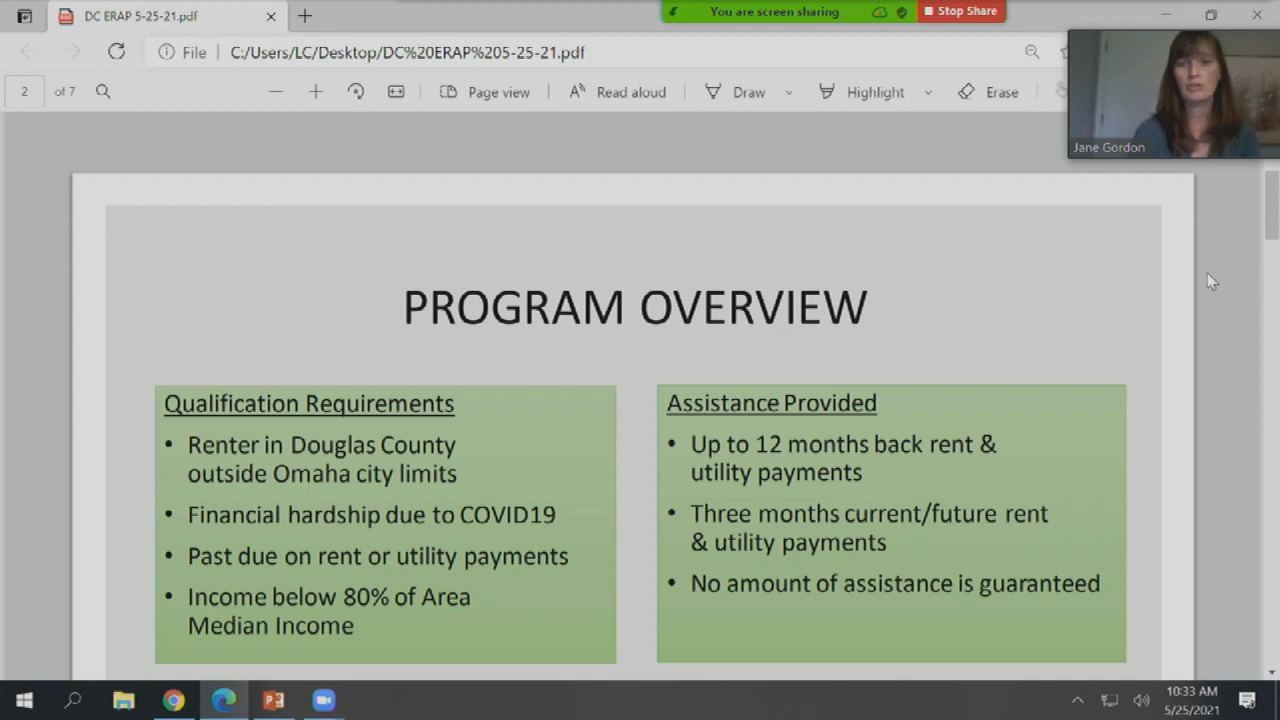 DC ERAP 5-25-21.pdf
You are screen sharing
Stop Share
File
C:/Users/LC/Desktop/DC%20ERAP%205-25-21.pdf
2 of 7
Page view
Read aloud
Draw
Highlight
Erase
Jane Gordon
PROGRAM OVERVIEW
Qualification Requirements
• Renter in Douglas County
outside Omaha city limits
• Financial hardship due to COVID19
• Past due on rent or utility payments
• Income below 80% of Area
Median Income
Assistance Provided
• Up to 12 months back rent &
utility payments
• Three months current/future rent
& utility payments
• No amount of assistance is guaranteed
10:33 AM
5/25/2021